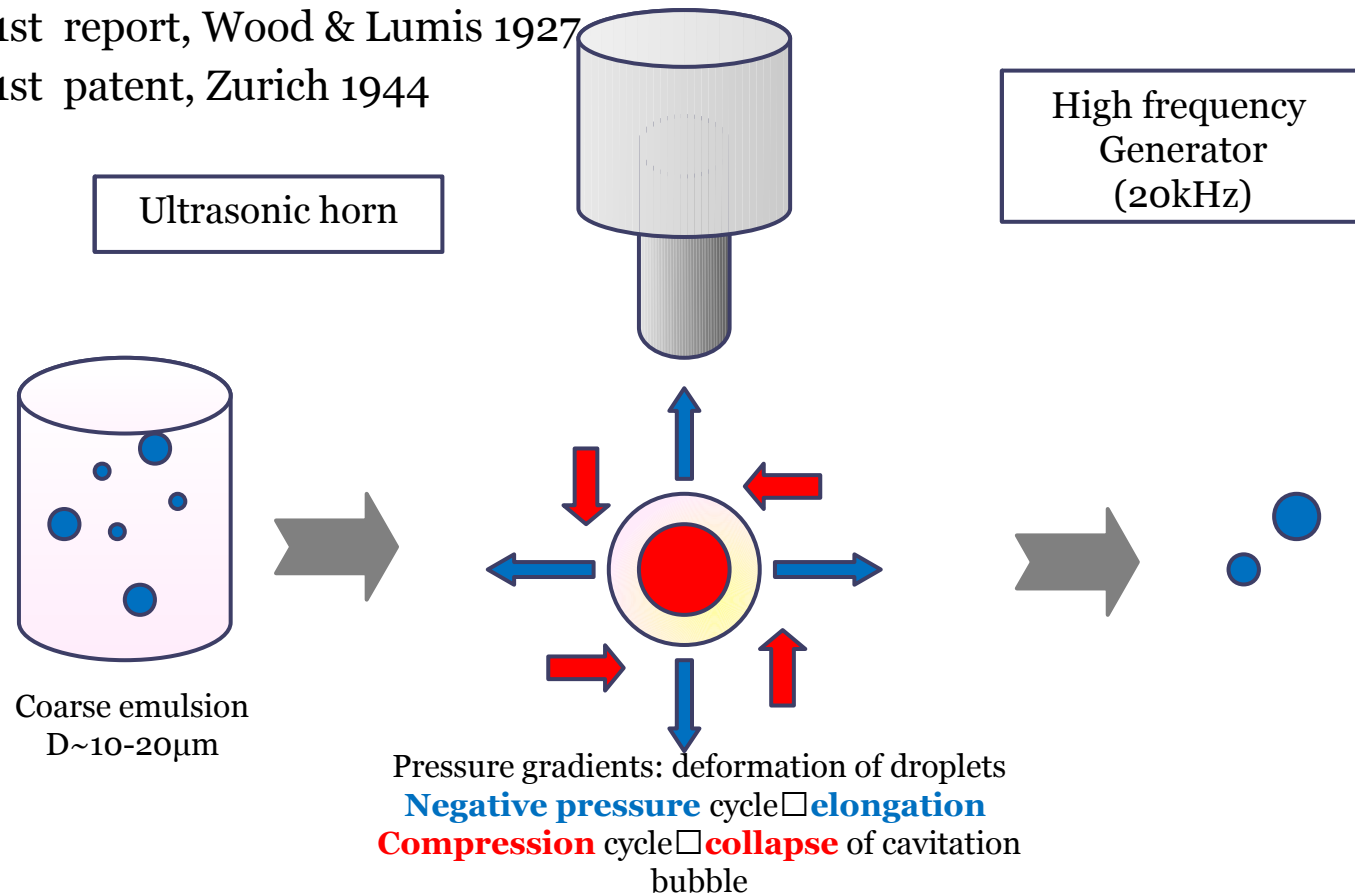 1st report, Wood & Lumis 1927
1st patent, Zurich 1944
High frequency
Generator
(20kHz)
Ultrasonic horn
Coarse emulsion
D~10-20µm
Pressure gradients: deformation of droplets
Negative pressure cycle□elongation
Compression cycle□collapse of cavitation
bubble